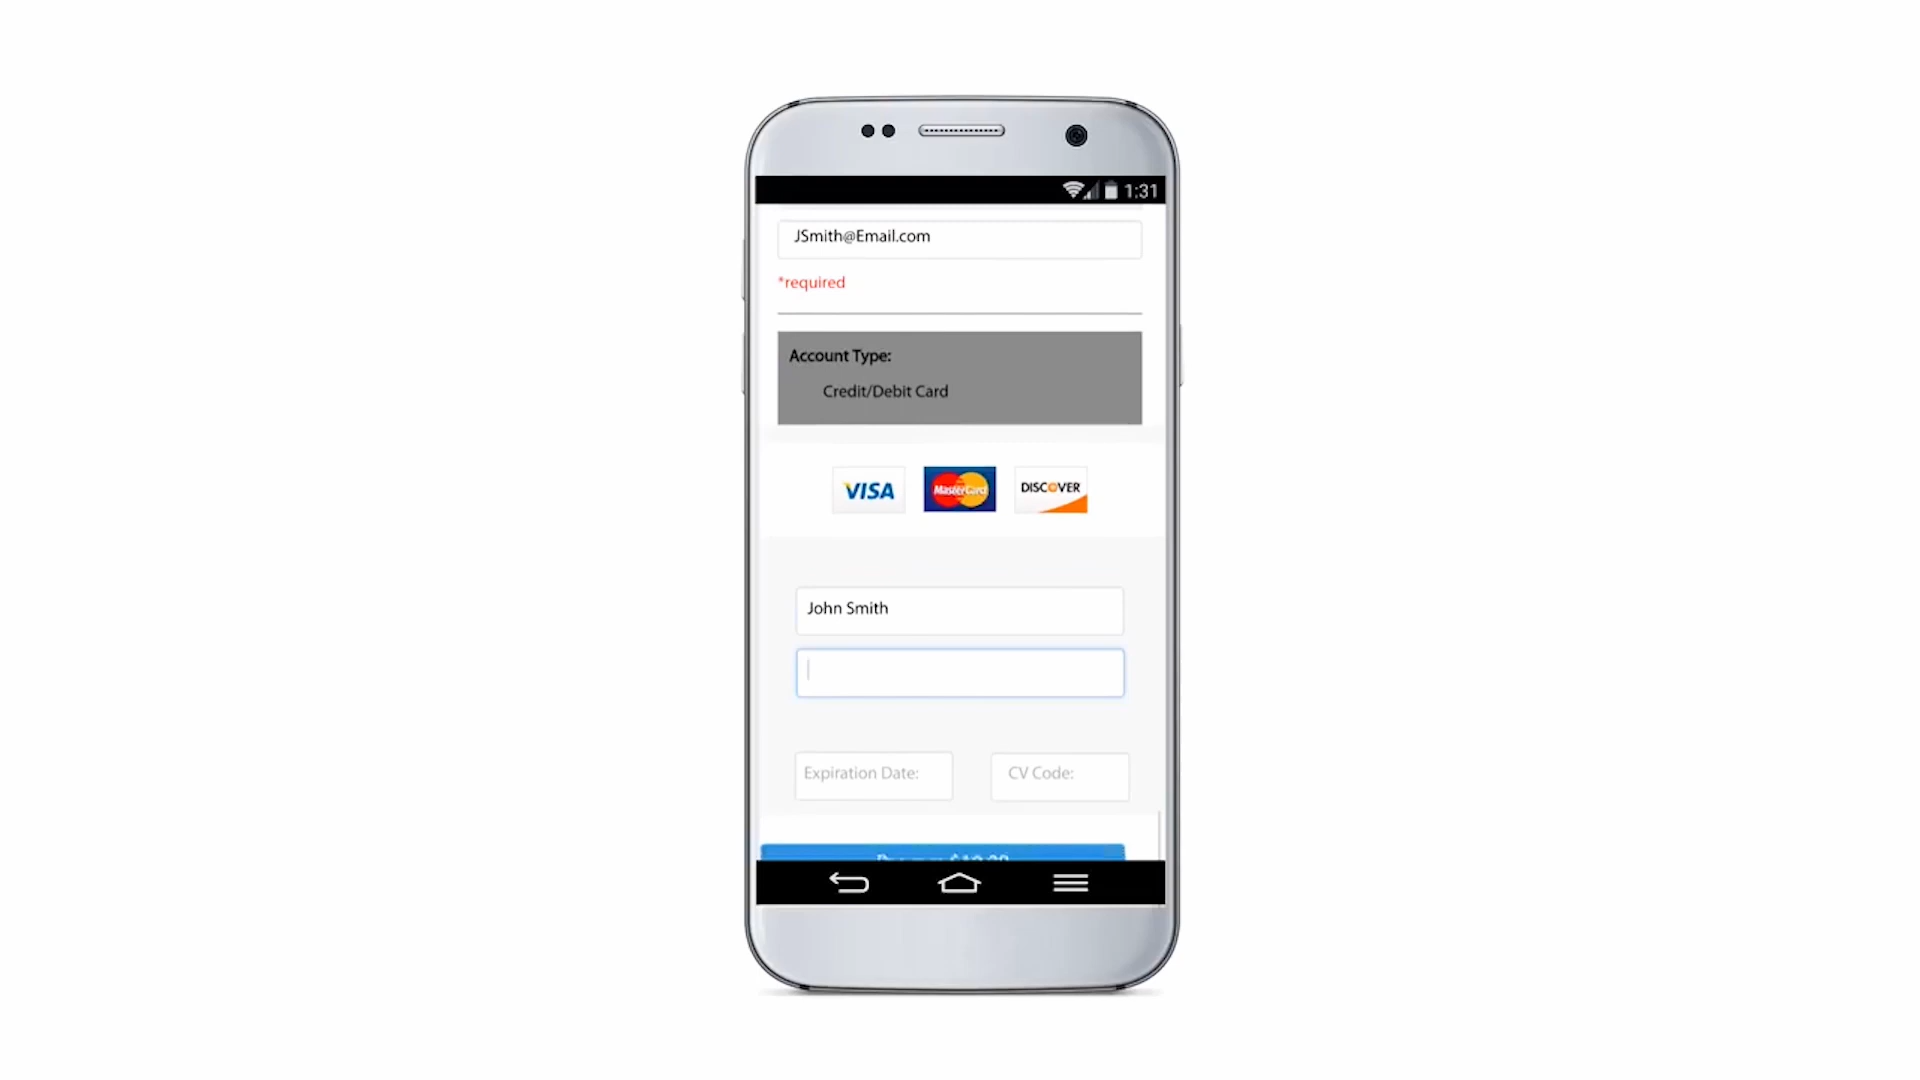 1:31
JSmith@Email.com
*required
Account Type:
Credit/Debit Card
VISA
MasterCard
DISCOVER
John Smith
Expiration Date:
CV Code: